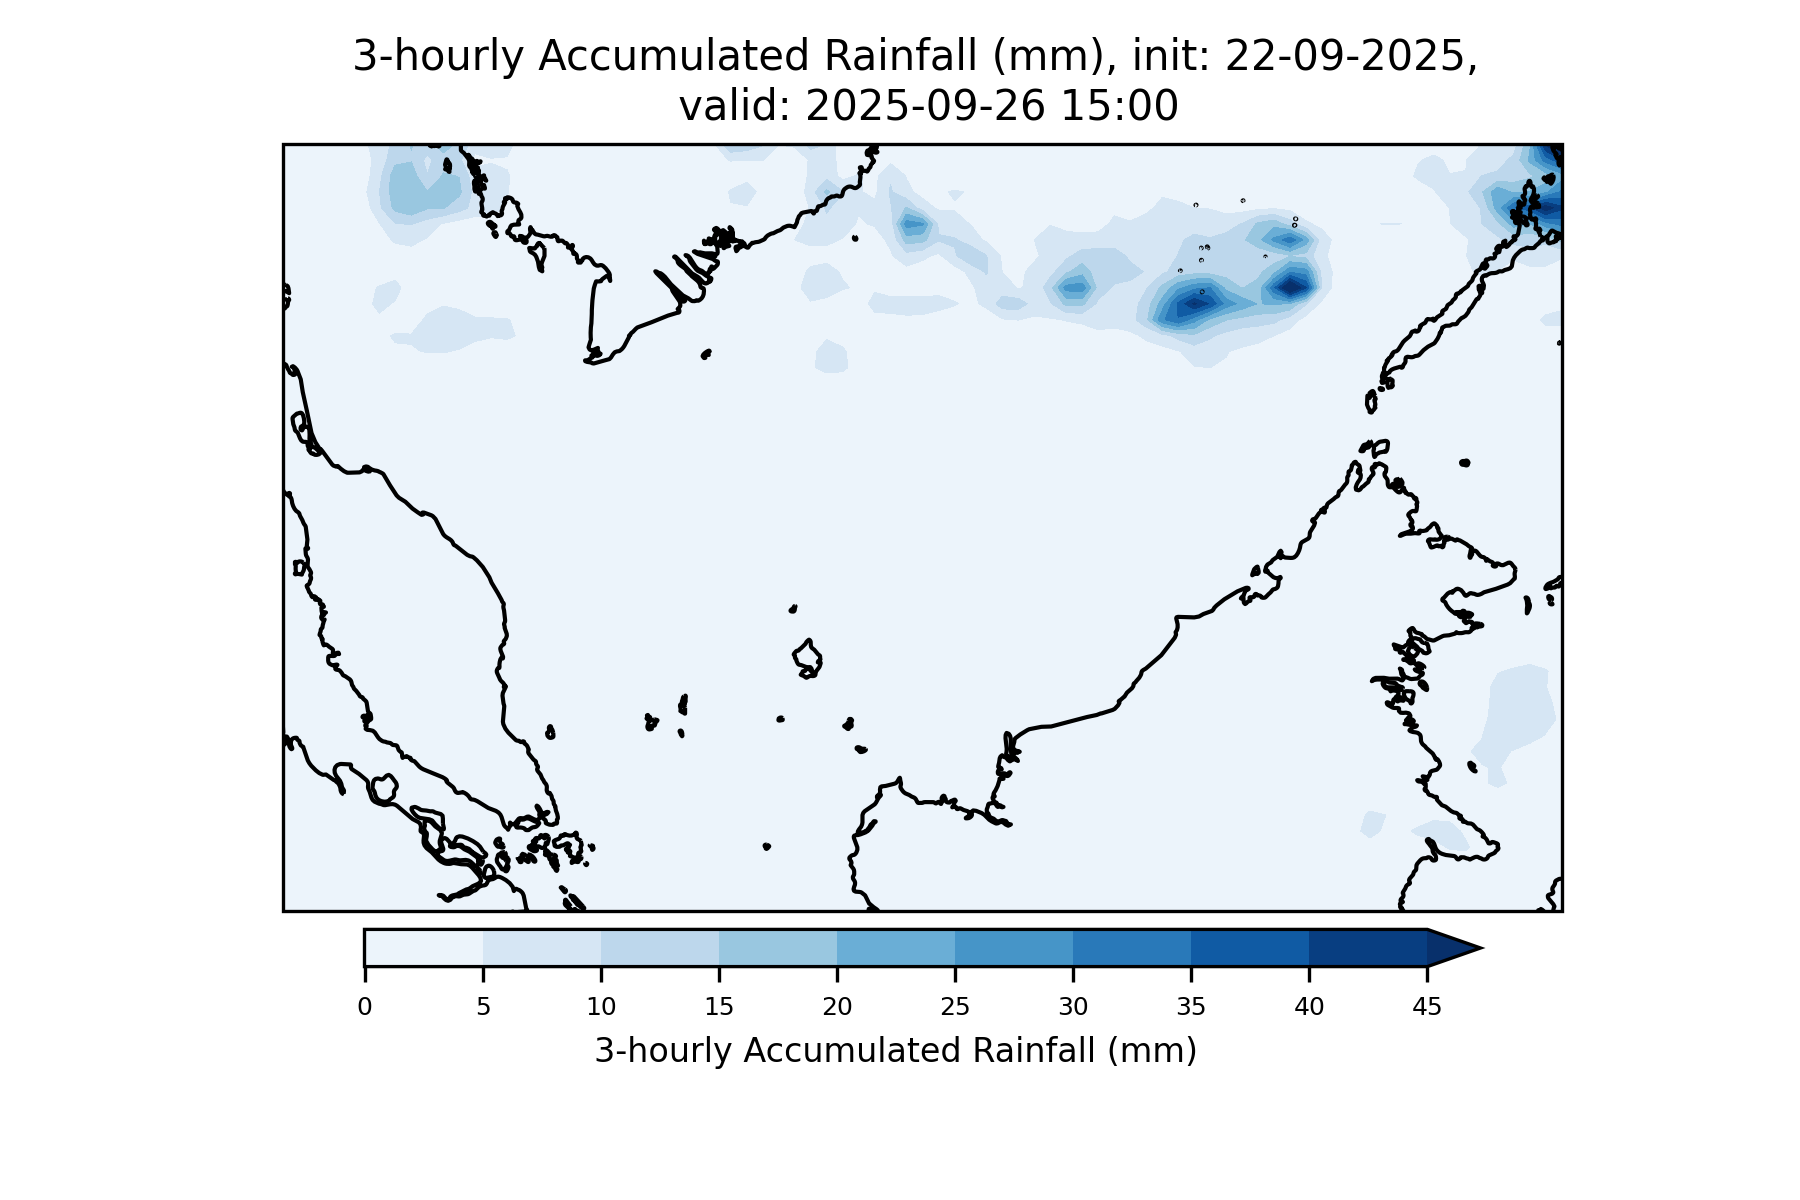 3-hourly Accumulated Rainfall (mm), init: 22-09-2025,
valid: 2025-09-26 15:00
0 5 10 15 20 25 30 35 40 45
3-hourly Accumulated Rainfall (mm)